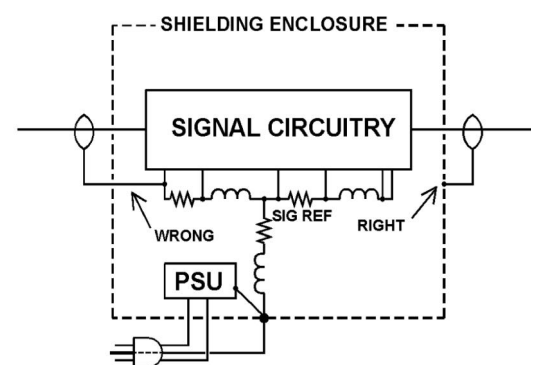 SHIELDING ENCLOSURE
SIGNAL CIRCUITRY
SIG REF
RIGHT
WRONG
PSU